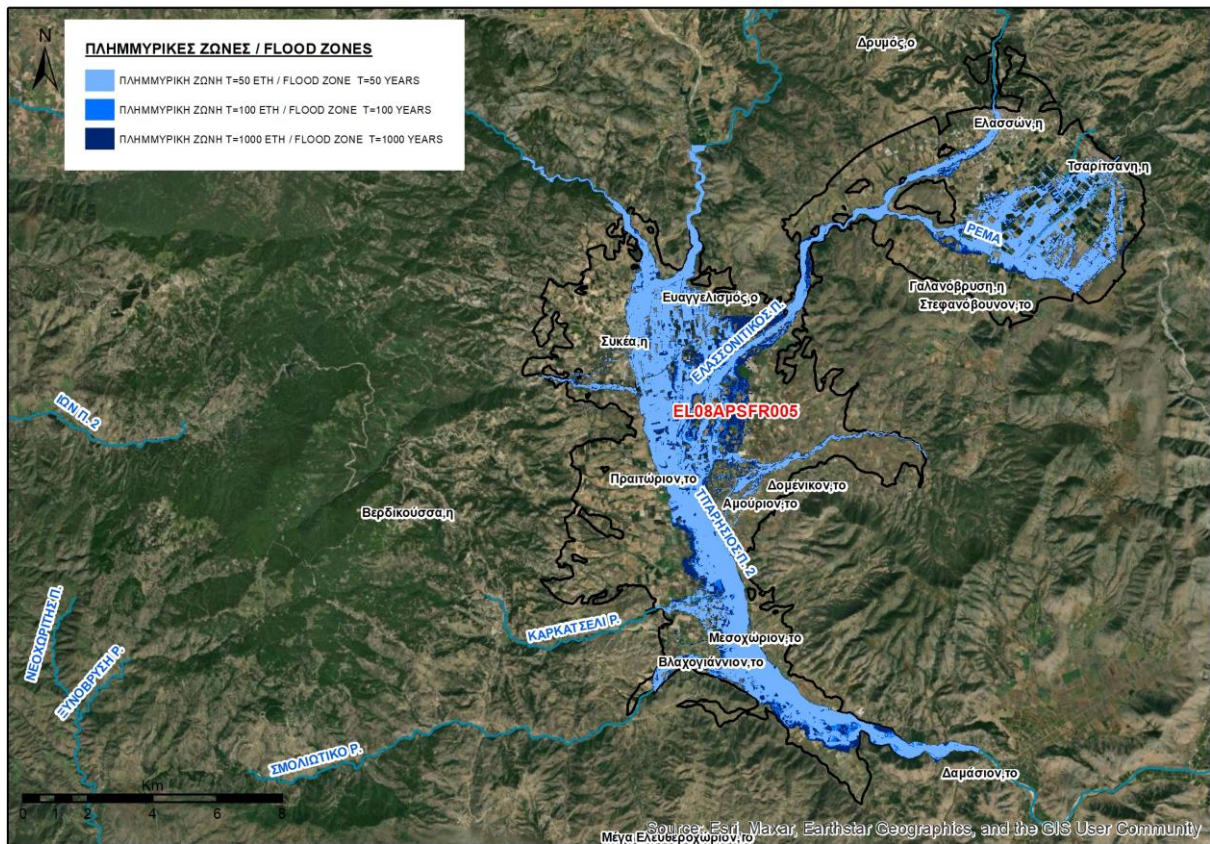 N
ΠΛΗΜΜΥΡΙΚΕΣ ΖΩΝΕΣ / FLOOD ZONES
ΠΛΗΜΜΥΡΙΚΗ ΖΩΝΗ T=50 ΕΤΗ / FLOOD ZONE T=50 YEARS
ΠΛΗΜΜΥΡΙΚΗ ΖΩΝΗ T=100 ΕΤΗ / FLOOD ZONE T=100 YEARS
ΠΛΗΜΜΥΡΙΚΗ ΖΩΝΗ T=1000 ΕΤΗ / FLOOD ZONE T=1000 YEARS
Δρυμός,ο
Ελασσών,η
Τσαρίτσανη,η
ΡΕΜΑ
Γαλανόβρυση,η
Στεφανόβουνον,το
Ευαγγελισμός,ο
ΕΛΑΣΣΟΝΙΤΙΚΟΣ Π.
Συκέα,η
EL08APSFR005
ΙΩΝ Π. 2
Πραιτώριον,το
Δομένικον,το
Αμούριον,το
Βερδικούσσα,η
ΤΙΤΑΡΗΣΙΟΣ Π. 2
ΝΕΟΧΩΡΙΤΗΣ Π.
ΞΥΝΟΒΡΥΣΗ Ρ.
ΚΑΡΚΑΤΣΕΛΙ Ρ.
Μεσοχώριον,το
Βλαχογιάννιον,το
ΣΜΟΛΙΩΤΙΚΟ Ρ.
Δαμάσιον,το
Km
0 1 2 4 6 8
Μέγα Ελευθεροχώριον,το
Source: Esri, Maxar, Earthstar Geographics, and the GIS User Community